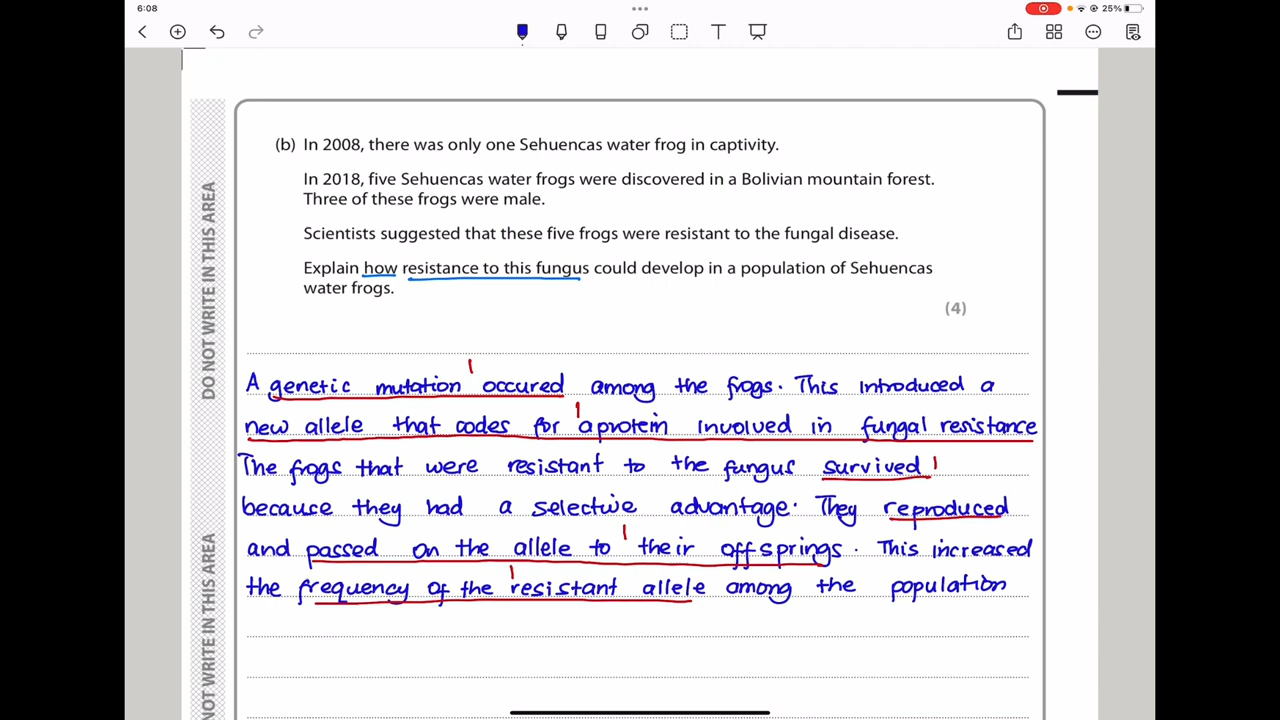 6:08
25%
T
(b) In 2008, there was only one Sehuencas water frog in captivity.
In 2018, five Sehuencas water frogs were discovered in a Bolivian mountain forest.
Three of these frogs were male.
Scientists suggested that these five frogs were resistant to the fungal disease.
Explain how resistance to this fungus could develop in a population of Sehuencas
water frogs.
(4)
A genetic mutation occured among the frogs. This introduced a
new allele that codes for a protein involved in fungal resistance
The frogs that were resistant to the fungus survived
because they had a selective advantage. They reproduced
and passed on the allele to their offsprings. This increased
the frequency of the resistant allele among the population
DO NOT WRITE IN THIS AREA
NOT WRITE IN THIS AREA